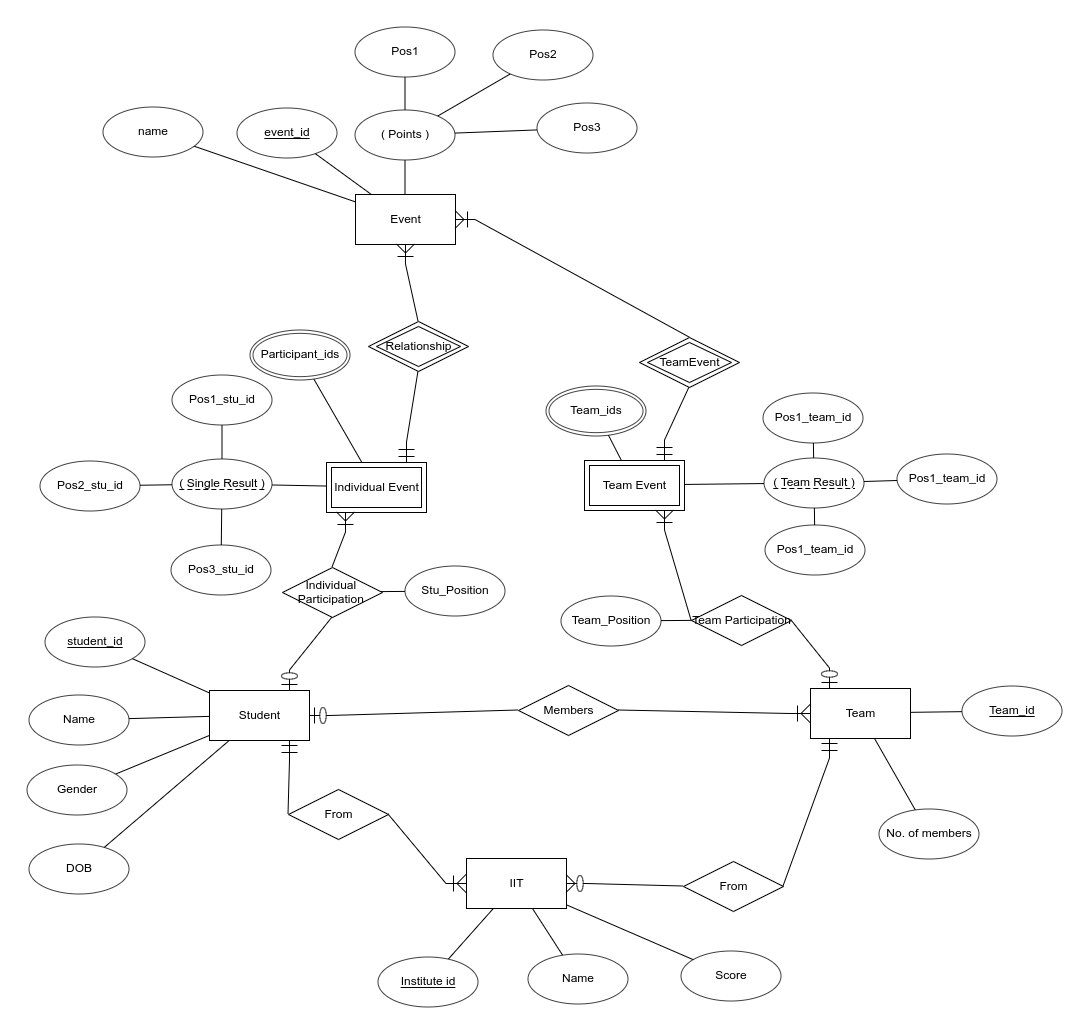 Pos1
Pos2
Pos3
name
event_id
( Points )
Event
Relationship
Participant_ids
TeamEvent
Pos1_stu_id
Team_ids
Pos1_team_id
Pos2_stu_id
( Single Result )
Individual Event
Team Event
( Team Result )
Pos1_team_id
Pos3_stu_id
Pos1_team_id
Individual
Participation
Stu_Position
Team_Position
Team Participation
student_id
Name
Student
Members
Team
Team_id
Gender
From
No. of members
DOB
IIT
From
Institute id
Name
Score